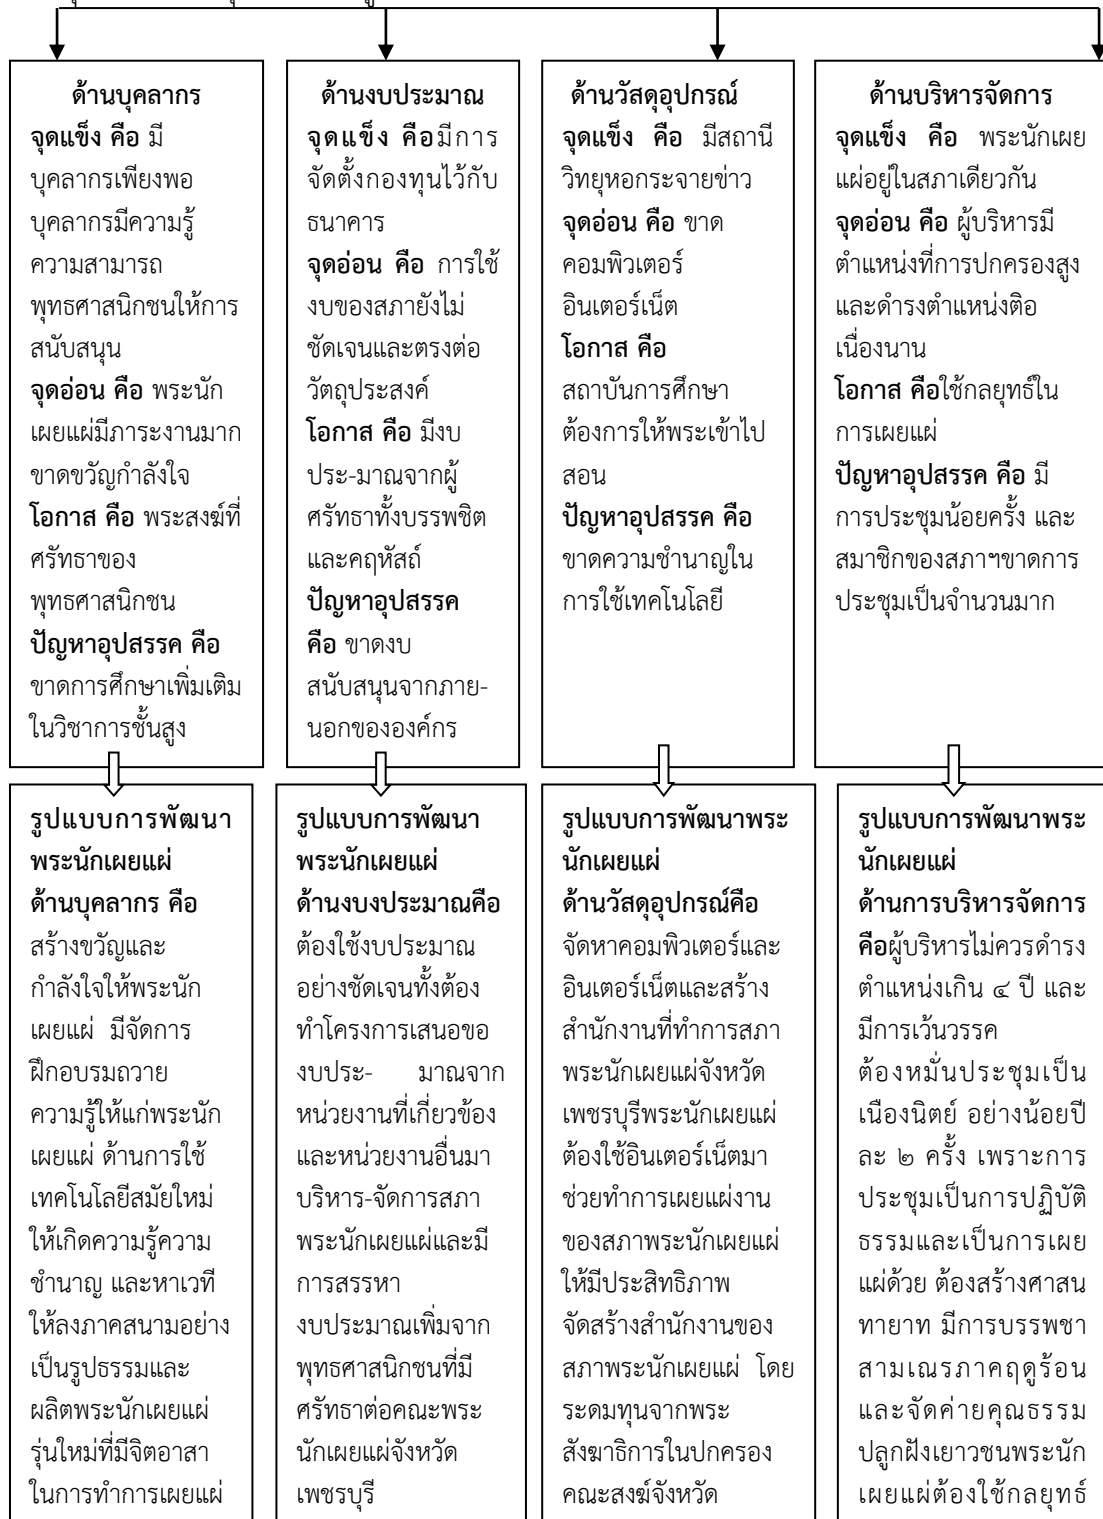 ด้านบุคลากร
จุดแข็ง คือ มี
บุคลากรเพียงพอ
บุคลากรมีความรู้
ความสามารถ
พุทธศาสนิกชนให้การ
สนับสนุน
จุดอ่อน คือ พระนัก
เผยแผ่มีภาระงานมาก
ขาดขวัญกำลังใจ
โอกาส คือ พระสงฆ์ที่
ศรัทธาของ
พุทธศาสนิกชน
ปัญหาอุปสรรค คือ
ขาดการศึกษาเพิ่มเติม
ในวิชาการชั้นสูง
ด้านงบประมาณ
จุดแข็ง คือมีการ
จัดตั้งกองทุนไว้กับ
ธนาคาร
จุดอ่อน คือ การใช้
งบของสภายังไม่
ชัดเจนและตรงต่อ
วัตถุประสงค์
โอกาส คือ มีงบ
ประ-มาณจากผู้
ศรัทธาทั้งบรรพชิต
และคฤหัสถ์
ปัญหาอุปสรรค
คือ ขาดงบ
สนับสนุนจากภาย-
นอกขององค์กร
ด้านวัสดุอุปกรณ์
จุดแข็ง คือ มีสถานี
วิทยุหอกระจายข่าว
จุดอ่อน คือ ขาด
คอมพิวเตอร์
อินเตอร์เน็ต
โอกาส คือ
สถาบันการศึกษา
ต้องการให้พระเข้าไป
สอน
ปัญหาอุปสรรค คือ
ขาดความชำนาญใน
การใช้เทคโนโลยี
ด้านบริหารจัดการ
จุดแข็ง คือ พระนักเผย
แผ่อยู่ในสภาเดียวกัน
จุดอ่อน คือ ผู้บริหารมี
ตำแหน่งที่การปกครองสูง
และดำรงตำแหน่งติอ
เนื่องนาน
โอกาส คือใช้กลยุทธ์ใน
การเผยแผ่
ปัญหาอุปสรรค คือ มี
การประชุมน้อยครั้ง และ
สมาชิกของสภาฯขาดการ
ประชุมเป็นจำนวนมาก
รูปแบบการพัฒนา
พระนักเผยแผ่
ด้านบุคลากร คือ
สร้างขวัญและ
กำลังใจให้พระนัก
เผยแผ่ มีจัดการ
ฝึกอบรมถวาย
ความรู้ให้แก่พระนัก
เผยแผ่ ด้านการใช้
เทคโนโลยีสมัยใหม่
ให้เกิดความรู้ความ
ชำนาญ และหาเวที
ให้ลงภาคสนามอย่าง
เป็นรูปธรรมและ
ผลิตพระนักเผยแผ่
รุ่นใหม่ที่มีจิตอาสา
ในการทำการเผยแผ่
รูปแบบการพัฒนา
พระนักเผยแผ่
ด้านงบงประมาณคือ
ต้องใช้งบประมาณ
อย่างชัดเจนทั้งต้อง
ทำโครงการเสนอขอ
งบประ- มาณจาก
หน่วยงานที่เกี่ยวข้อง
และหน่วยงานอื่นมา
บริหาร-จัดการสภา
พระนักเผยแผ่และมี
การสรรหา
งบประมาณเพิ่มจาก
พุทธศาสนิกชนที่มี
ศรัทธาต่อคณะพระ
นักเผยแผ่จังหวัด
เพชรบุรี
รูปแบบการพัฒนาพระ
นักเผยแผ่
ด้านวัสดุอุปกรณ์คือ
จัดหาคอมพิวเตอร์และ
อินเตอร์เน็ตและสร้าง
สำนักงานที่ทำการสภา
พระนักเผยแผ่จังหวัด
เพชรบุรีพระนักเผยแผ่
ต้องใช้อินเตอร์เน็ตมา
ช่วยทำการเผยแผ่งาน
ของสภาพระนักเผยแผ่
ให้มีประสิทธิภาพ
จัดสร้างสำนักงานของ
สภาพระนักเผยแผ่ โดย
ระดมทุนจากพระ
สังฆาธิการในปกครอง
คณะสงฆ์จังหวัด
รูปแบบการพัฒนาพระ
นักเผยแผ่
ด้านการบริหารจัดการ
คือผู้บริหารไม่ควรดำรง
ตำแหน่งเกิน ๔ ปี และ
มีการเว้นวรรค
ต้องหมั่นประชุมเป็น
เนืองนิตย์ อย่างน้อยปี
ละ ๒ ครั้ง เพราะการ
ประชุมเป็นการปฏิบัติ
ธรรมและเป็นการเผย
แผ่ด้วย ต้องสร้างศาสน
ทายาท มีการบรรพชา
สามเณรภาคฤดูร้อน
และจัดค่ายคุณธรรม
ปลูกฝังเยาวชนพระนัก
เผยแผ่ต้องใช้กลยุทธ์